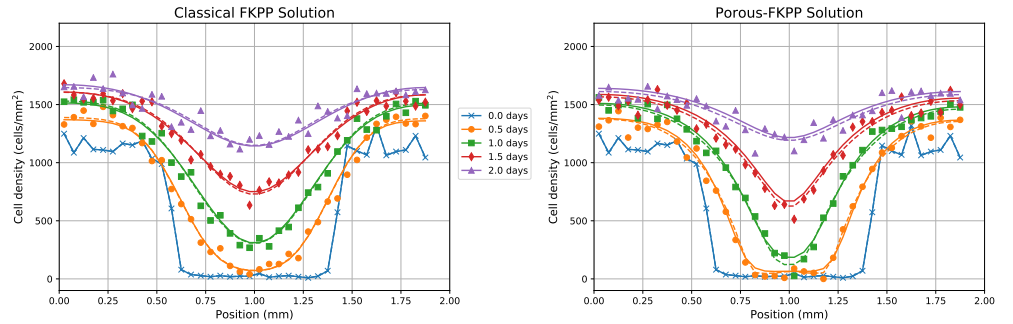 Classical FKPP Solution
Cell density (cells/mm²)
2000
1500
1000
500
0
0.00 0.25 0.50 0.75 1.00 1.25 1.50 1.75 2.00
Position (mm)
0.0 days
0.5 days
1.0 days
1.5 days
2.0 days
Porous-FKPP Solution
Cell density (cells/mm²)
2000
1500
1000
500
0
0.00 0.25 0.50 0.75 1.00 1.25 1.50 1.75 2.00
Position (mm)